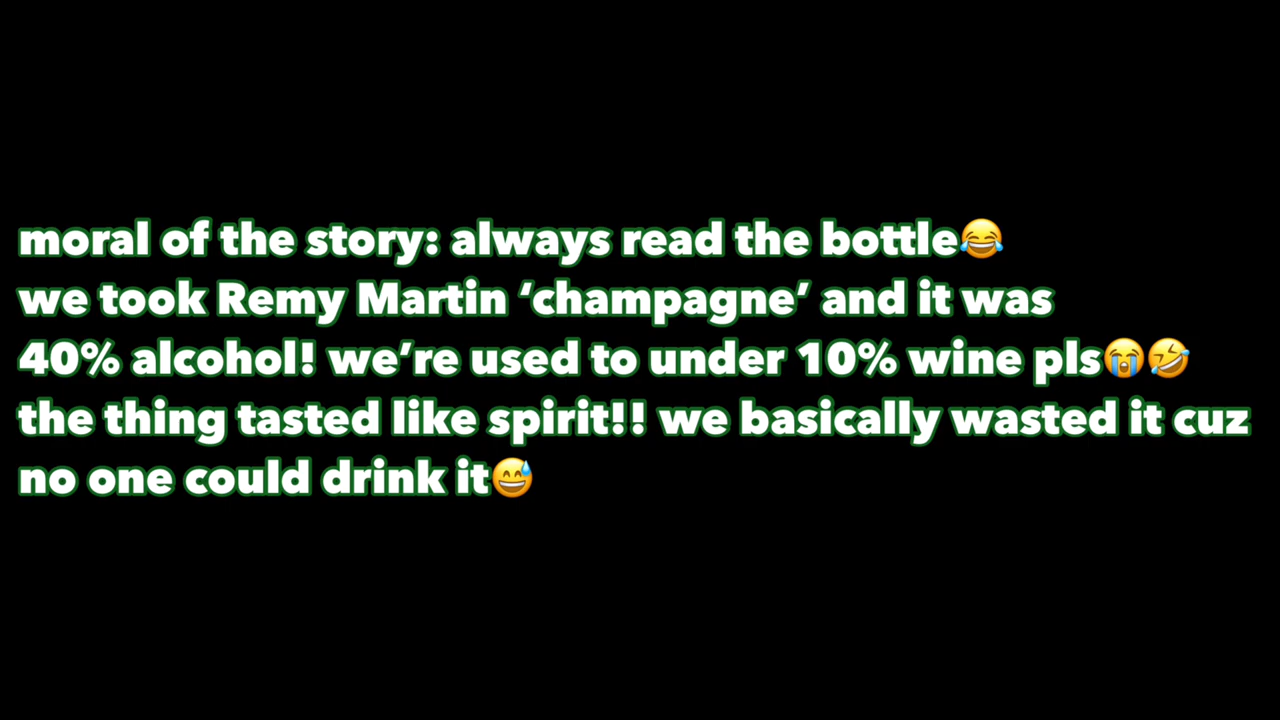 moral of the story: always read the bottle😂
we took Remy Martin ‘champagne’ and it was
40% alcohol! we’re used to under 10% wine pls😭🤣
the thing tasted like spirit!! we basically wasted it cuz
no one could drink it😅